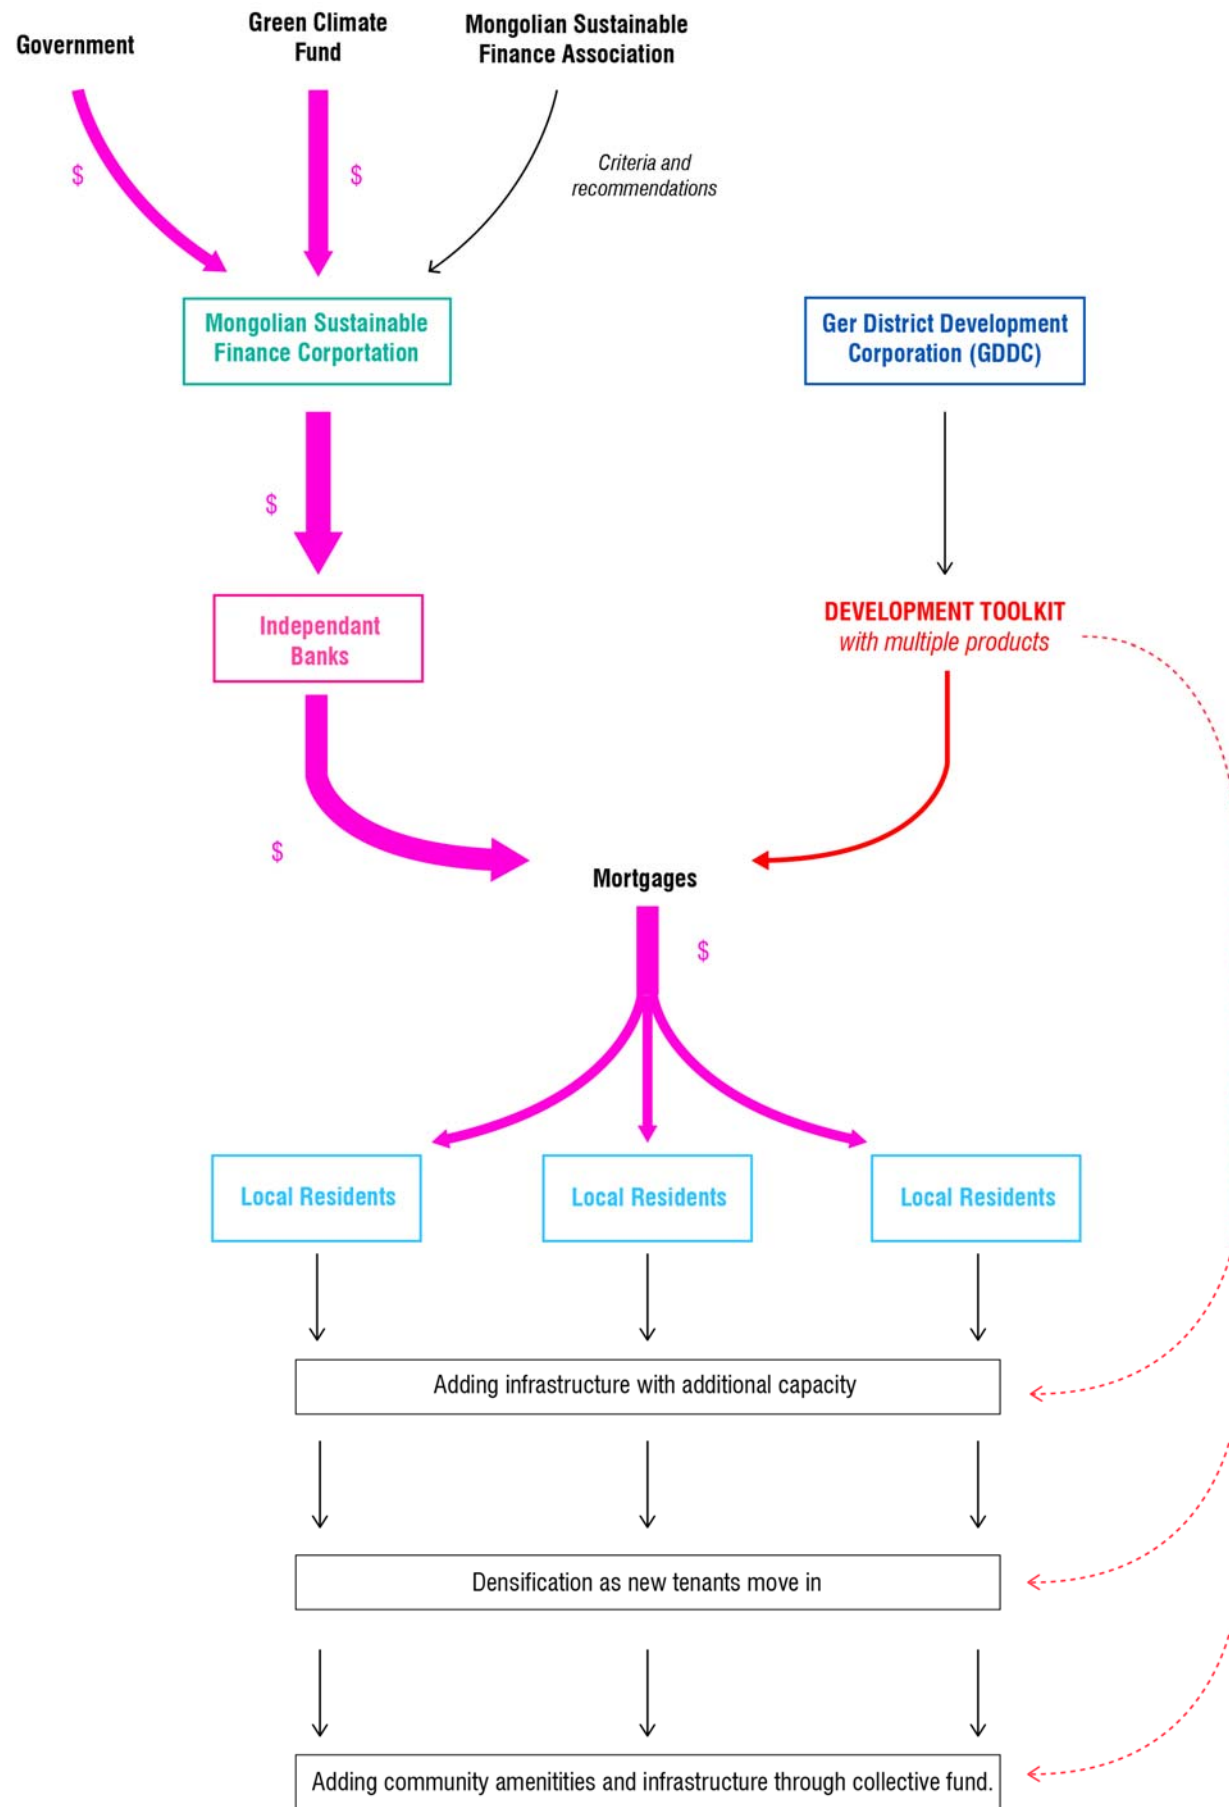 Government
Green Climate
Fund
Mongolian Sustainable
Finance Association
$
$
Criteria and
recommendations
Mongolian Sustainable
Finance Corportation
Ger District Development
Corporation (GDDC)
$
Independant
Banks
DEVELOPMENT TOOLKIT
with multiple products
$
Mortgages
$
Local Residents
Local Residents
Local Residents
Adding infrastructure with additional capacity
Densification as new tenants move in
Adding community amenitities and infrastructure through collective fund.